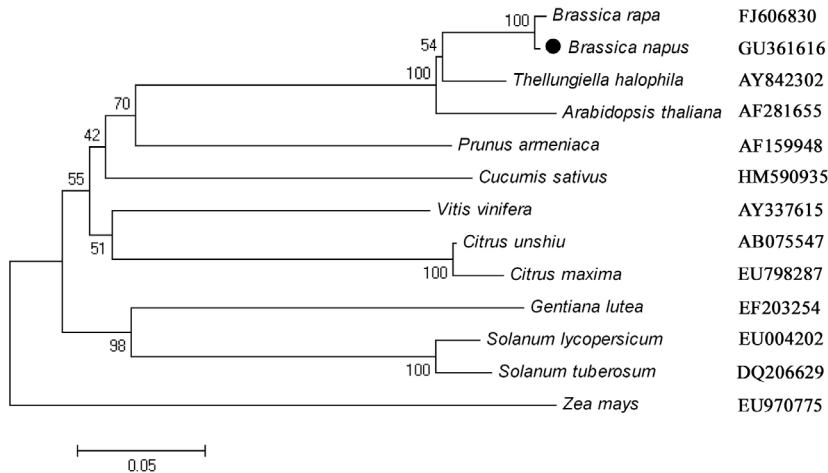 100 Brassica rapa FJ606830
54 Brassica napus GU361616
100 Thellungiella halophila AY842302
70 Arabidopsis thaliana AF281655
42 Prunus armeniaca AF159948
55 Cucumis sativus HM590935
Vitis vinifera AY337615
51 Citrus unshiu AB075547
100 Citrus maxima EU798287
Gentiana lutea EF203254
98 Solanum lycopersicum EU004202
100 Solanum tuberosum DQ206629
Zea mays EU970775
0.05